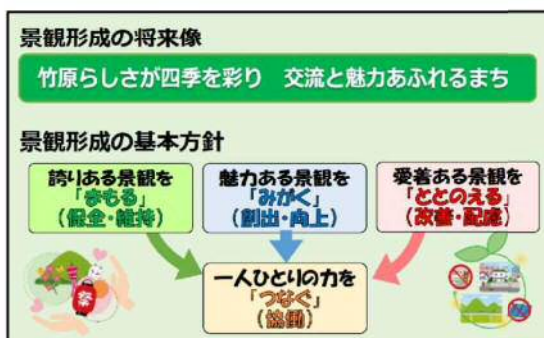 景観形成の将来像
竹原らしさが四季を彩り　交流と魅力あふれるまち
景観形成の基本方針
誇りある景観を
「まもる」
（保全・維持）
魅力ある景観を
「みがく」
（創出・向上）
愛着ある景観を
「ととのえる」
（改善・配慮）
一人ひとりの力を
「つなぐ」
（協働）
祭